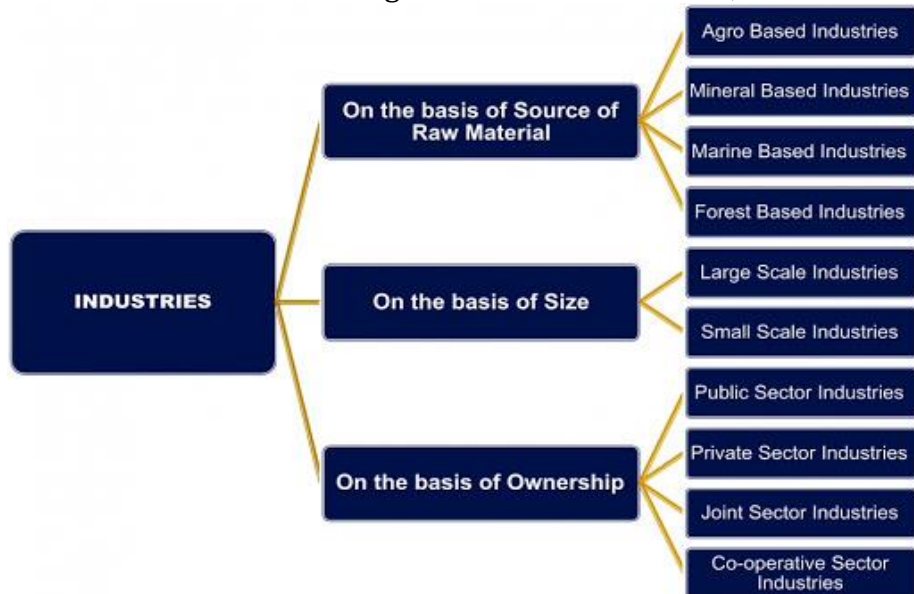 INDUSTRIES
On the basis of Source of
Raw Material
Agro Based Industries
Mineral Based Industries
Marine Based Industries
Forest Based Industries
On the basis of Size
Large Scale Industries
Small Scale Industries
On the basis of Ownership
Public Sector Industries
Private Sector Industries
Joint Sector Industries
Co-operative Sector
Industries